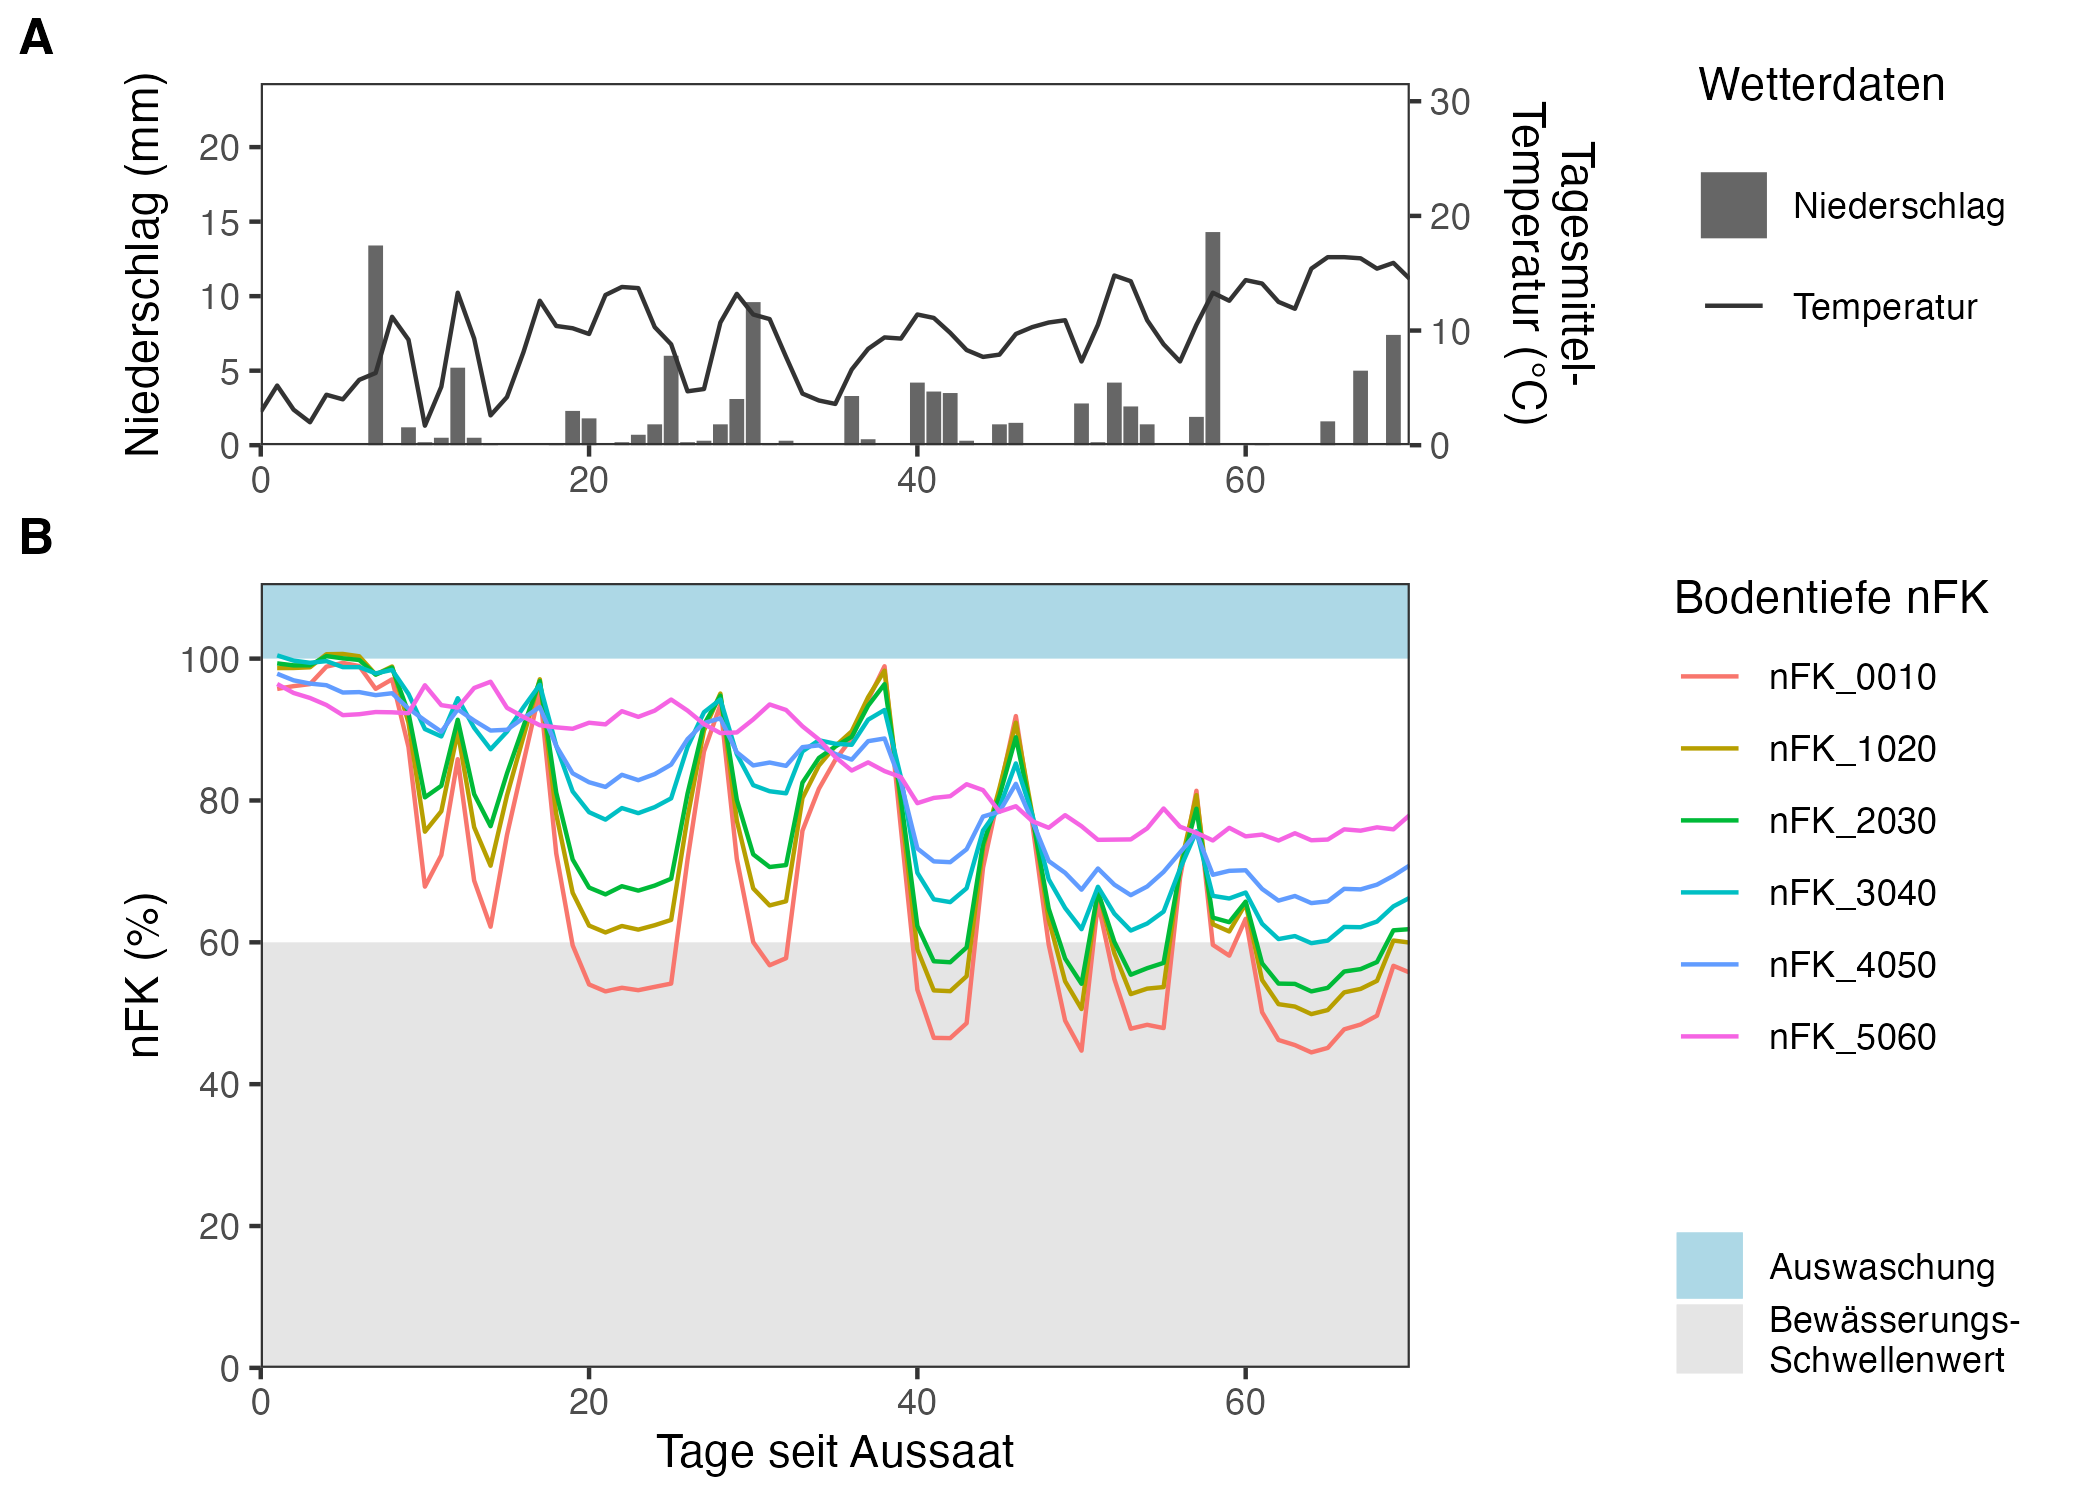 A
Niederschlag (mm)
20
15
10
5
0
30
20
10
0
Tagesmittel-
Temperatur (°C)
0
20
40
60
Wetterdaten
Niederschlag
Temperatur
B
nFK (%)
100
80
60
40
20
0
0
20
40
60
Tage seit Aussaat
Bodentiefe nFK
nFK_0010
nFK_1020
nFK_2030
nFK_3040
nFK_4050
nFK_5060
Auswaschung
Bewässerungs-
Schwellenwert